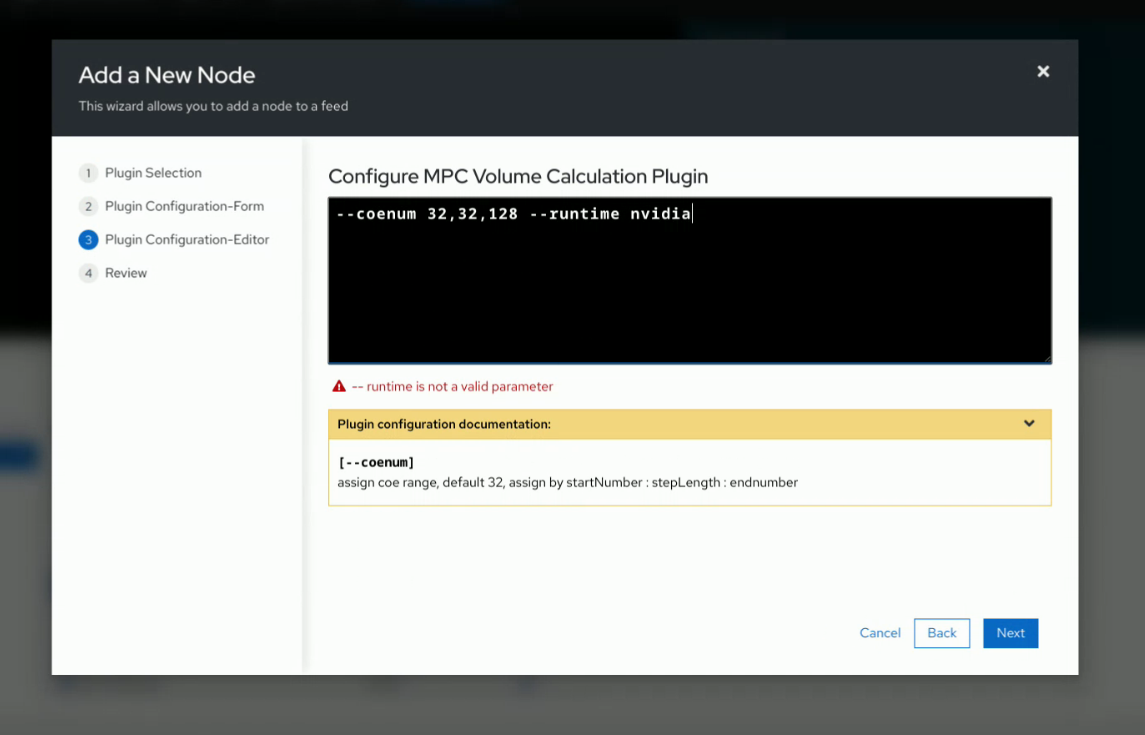 Add a New Node
This wizard allows you to add a node to a feed
1 Plugin Selection
2 Plugin Configuration-Form
3 Plugin Configuration-Editor
4 Review
Configure MPC Volume Calculation Plugin
--coenum 32,32,128 --runtime nvidia
-- runtime is not a valid parameter
Plugin configuration documentation:
[--coenum]
assign coe range, default 32, assign by startNumber : stepLength : endnumber
Cancel Back Next